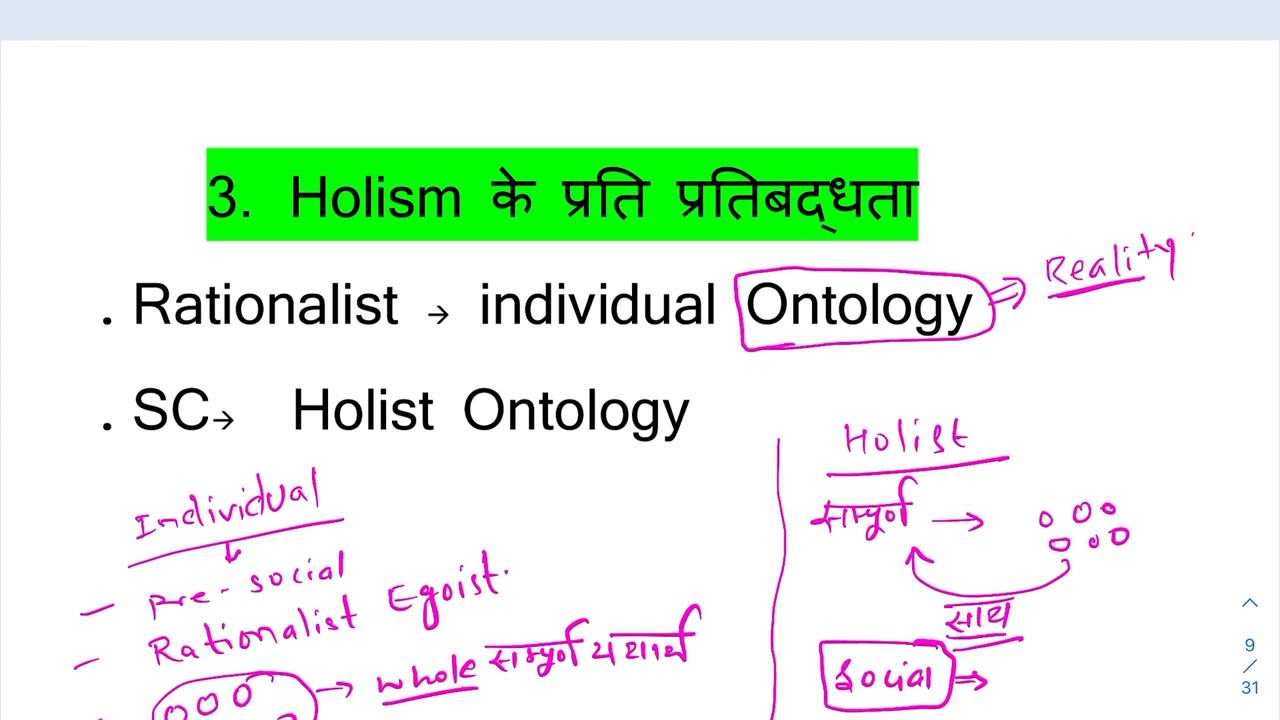 3. Holism के प्रति प्रतिबद्धता
. Rationalist → individual Ontology ⇒ Reality
. SC→ Holist Ontology
Individual
- Pre-social
- Rationalist Egoist.
→ whole सम्पूर्ण यथार्थ
Holist
सम्पूर्ण →
साथ
Social ⇒
9
/
31